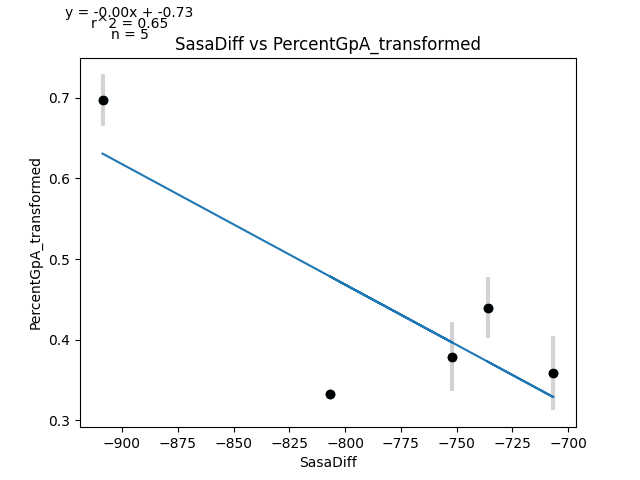 y = -0.00x + -0.73
r^2 = 0.65
n = 5
SasaDiff vs PercentGpA_transformed
PercentGpA_transformed
0.7
0.6
0.5
0.4
0.3
−900 −875 −850 −825 −800 −775 −750 −725 −700
SasaDiff